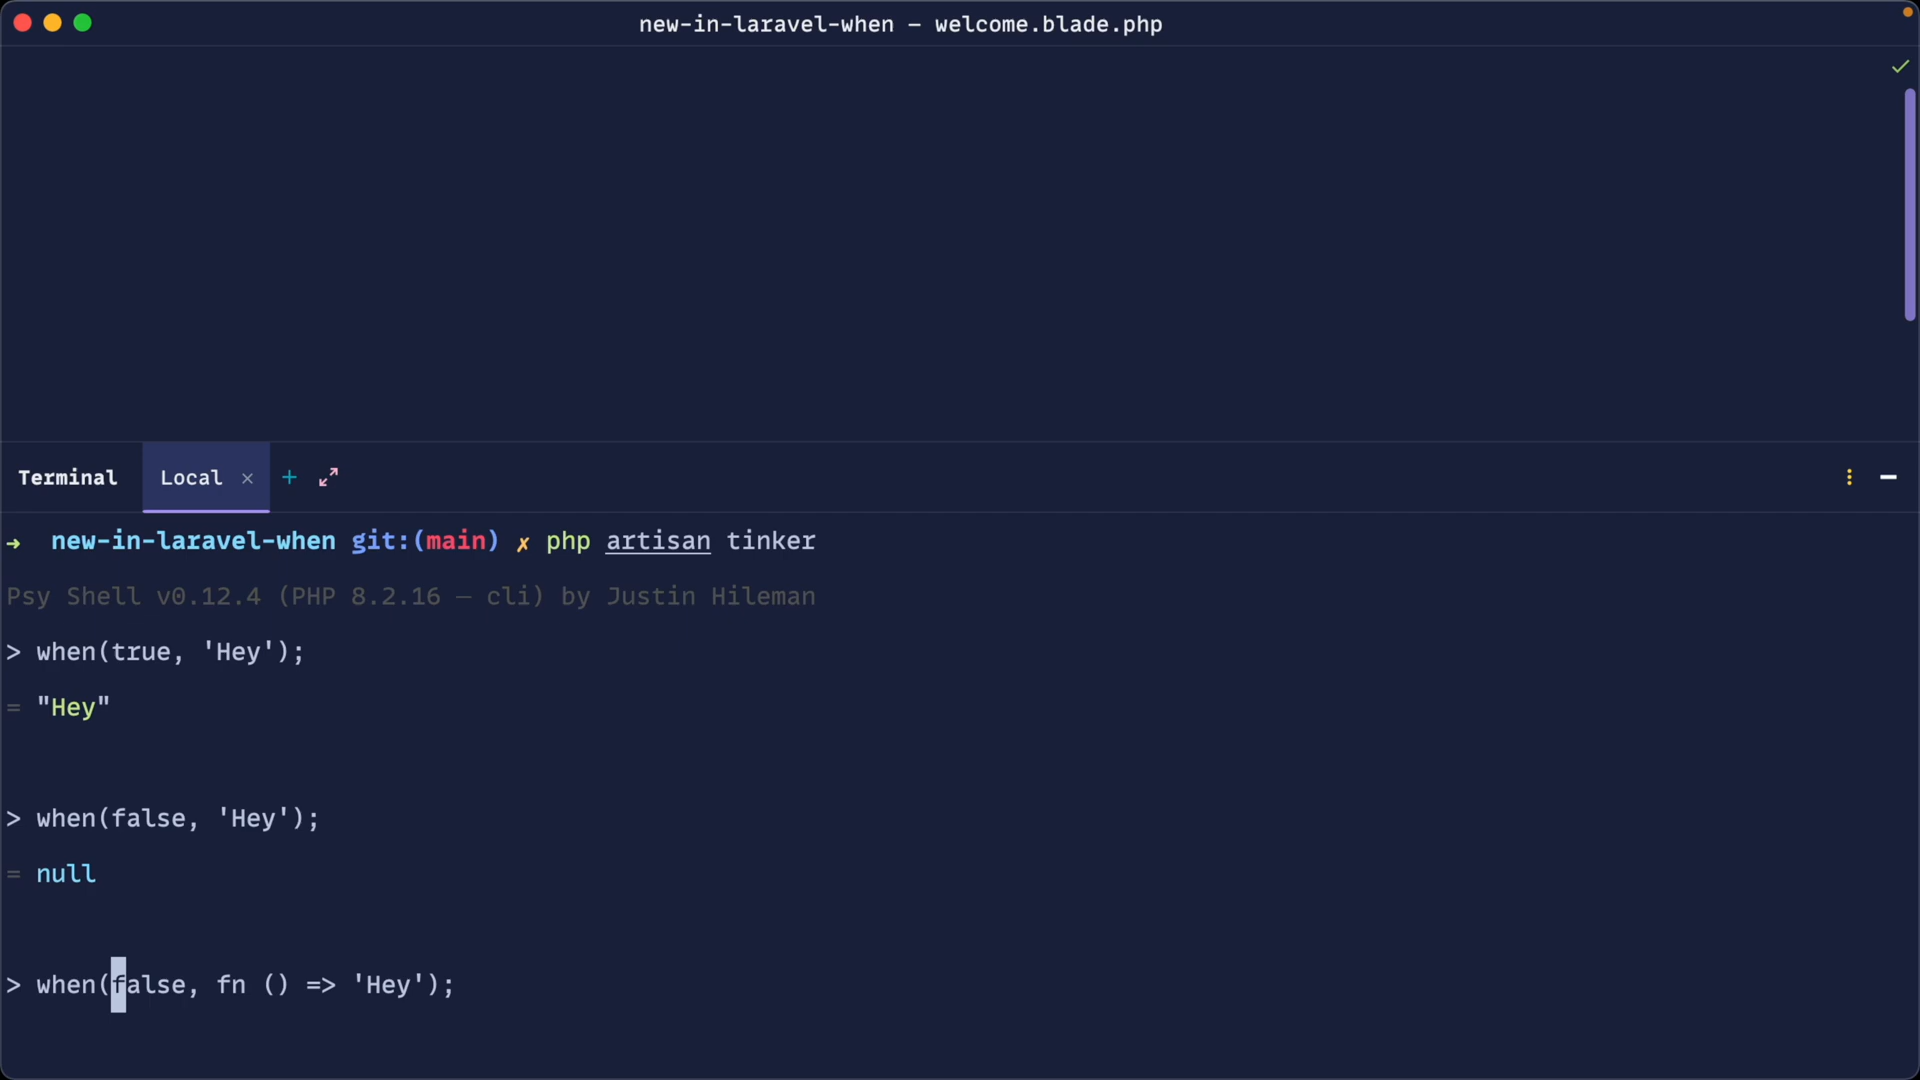 new-in-laravel-when – welcome.blade.php
Terminal Local × +
→ new-in-laravel-when git:(main) ✗ php artisan tinker
Psy Shell v0.12.4 (PHP 8.2.16 — cli) by Justin Hileman
> when(true, 'Hey');
= "Hey"
> when(false, 'Hey');
= null
> when(false, fn () => 'Hey');